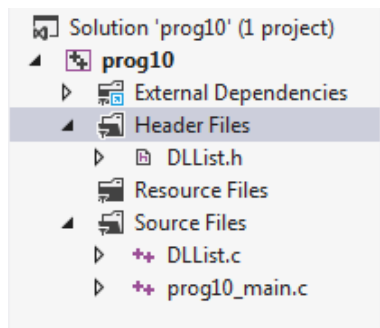 Solution 'prog10' (1 project)
prog10
External Dependencies
Header Files
DLList.h
Resource Files
Source Files
DLList.c
prog10_main.c